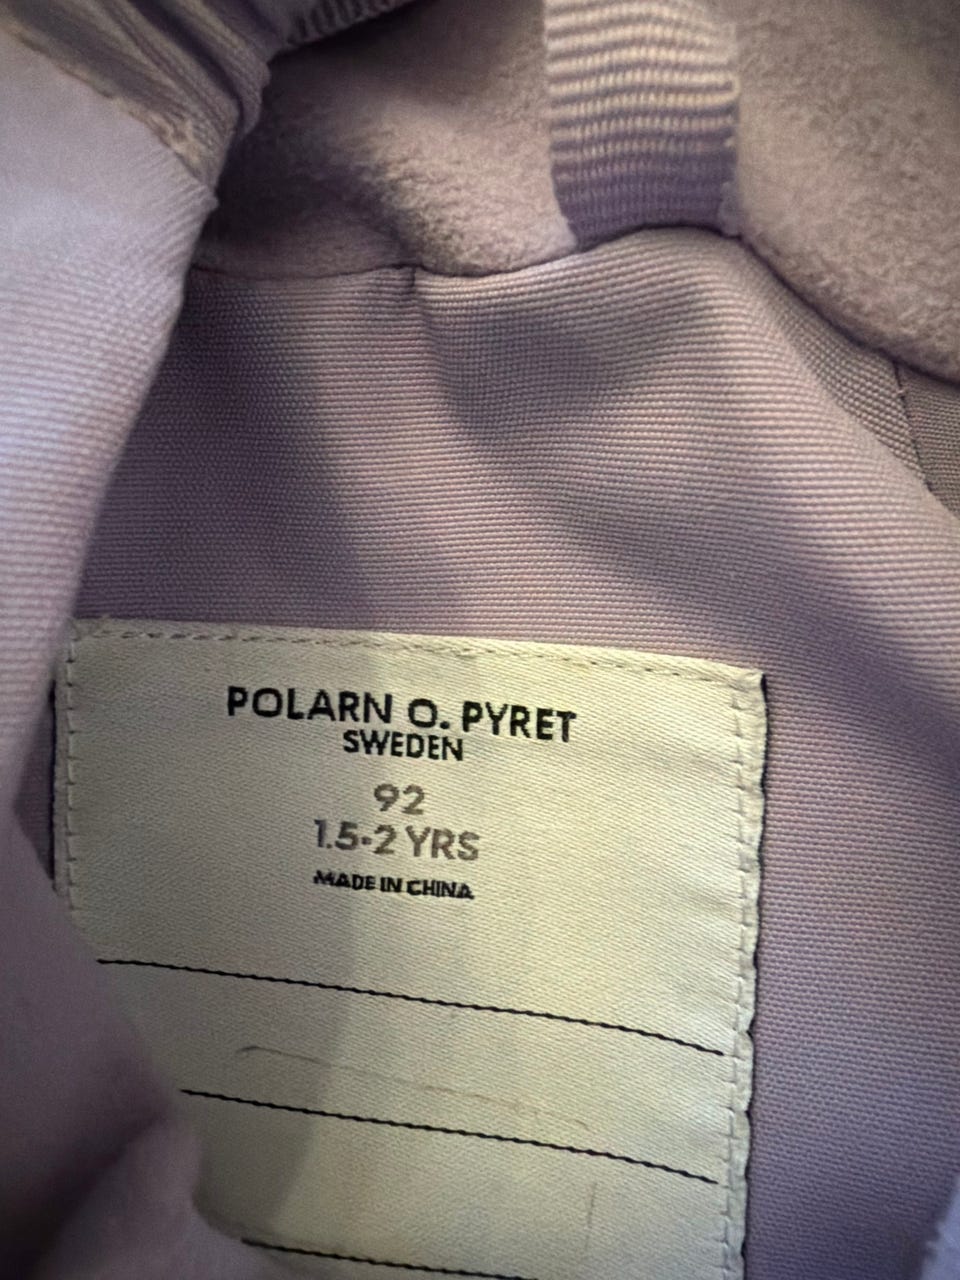 POLARN O. PYRET
SWEDEN
92
1.5-2 YRS
MADE IN CHINA